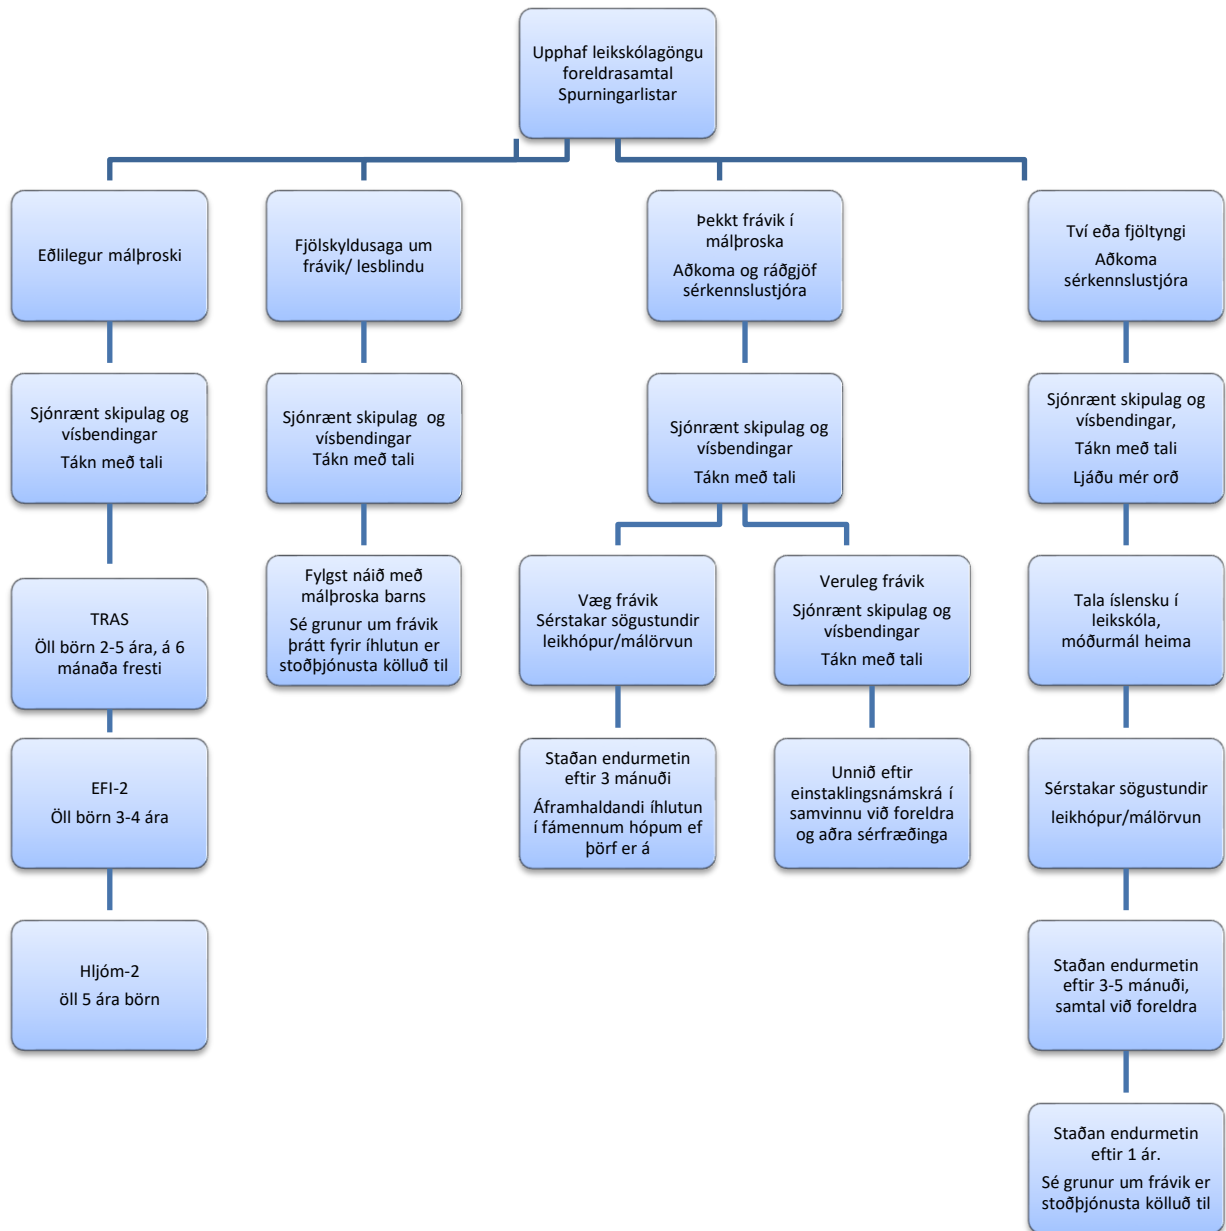 Upphaf leikskólagöngu
foreldrasamtal
Spurningarlistar
Eðlilegur málþroski
Fjölskyldusaga um
frávik/ lesblindu
Þekkt frávik í
málþroska
Aðkoma og ráðgjöf
sérkennslustjóra
Tví eða fjöltyngi
Aðkoma
sérkennslustjóra
Sjónrænt skipulag og
vísbendingar
Tákn með tali
Sjónrænt skipulag og
vísbendingar
Tákn með tali
Sjónrænt skipulag og
vísbendingar
Tákn með tali
Sjónrænt skipulag og
vísbendingar,
Tákn með tali
Ljáðu mér orð
TRAS
Öll börn 2-5 ára, á 6
mánaða fresti
Fylgst náið með
málþroska barns
Sé grunur um frávik
þrátt fyrir íhlutun er
stoðþjónusta kölluð til
Væg frávik
Sérstakar sögustundir
leikhópur/málörvun
Veruleg frávik
Sjónrænt skipulag og
vísbendingar
Tákn með tali
Tala íslensku í
leikskóla,
móðurmál heima
EFI-2
Öll börn 3-4 ára
Staðan endurmetin
eftir 3 mánuði
Áframhaldandi íhlutun
í fámennum hópum ef
þörf er á
Unnið eftir
einstaklingsnámskrá í
samvinnu við foreldra
og aðra sérfræðinga
Sérstakar sögustundir
leikhópur/málörvun
Hljóm-2
öll 5 ára börn
Staðan endurmetin
eftir 3-5 mánuði,
samtal við foreldra
Staðan endurmetin
eftir 1 ár.
Sé grunur um frávik er
stoðþjónusta kölluð til